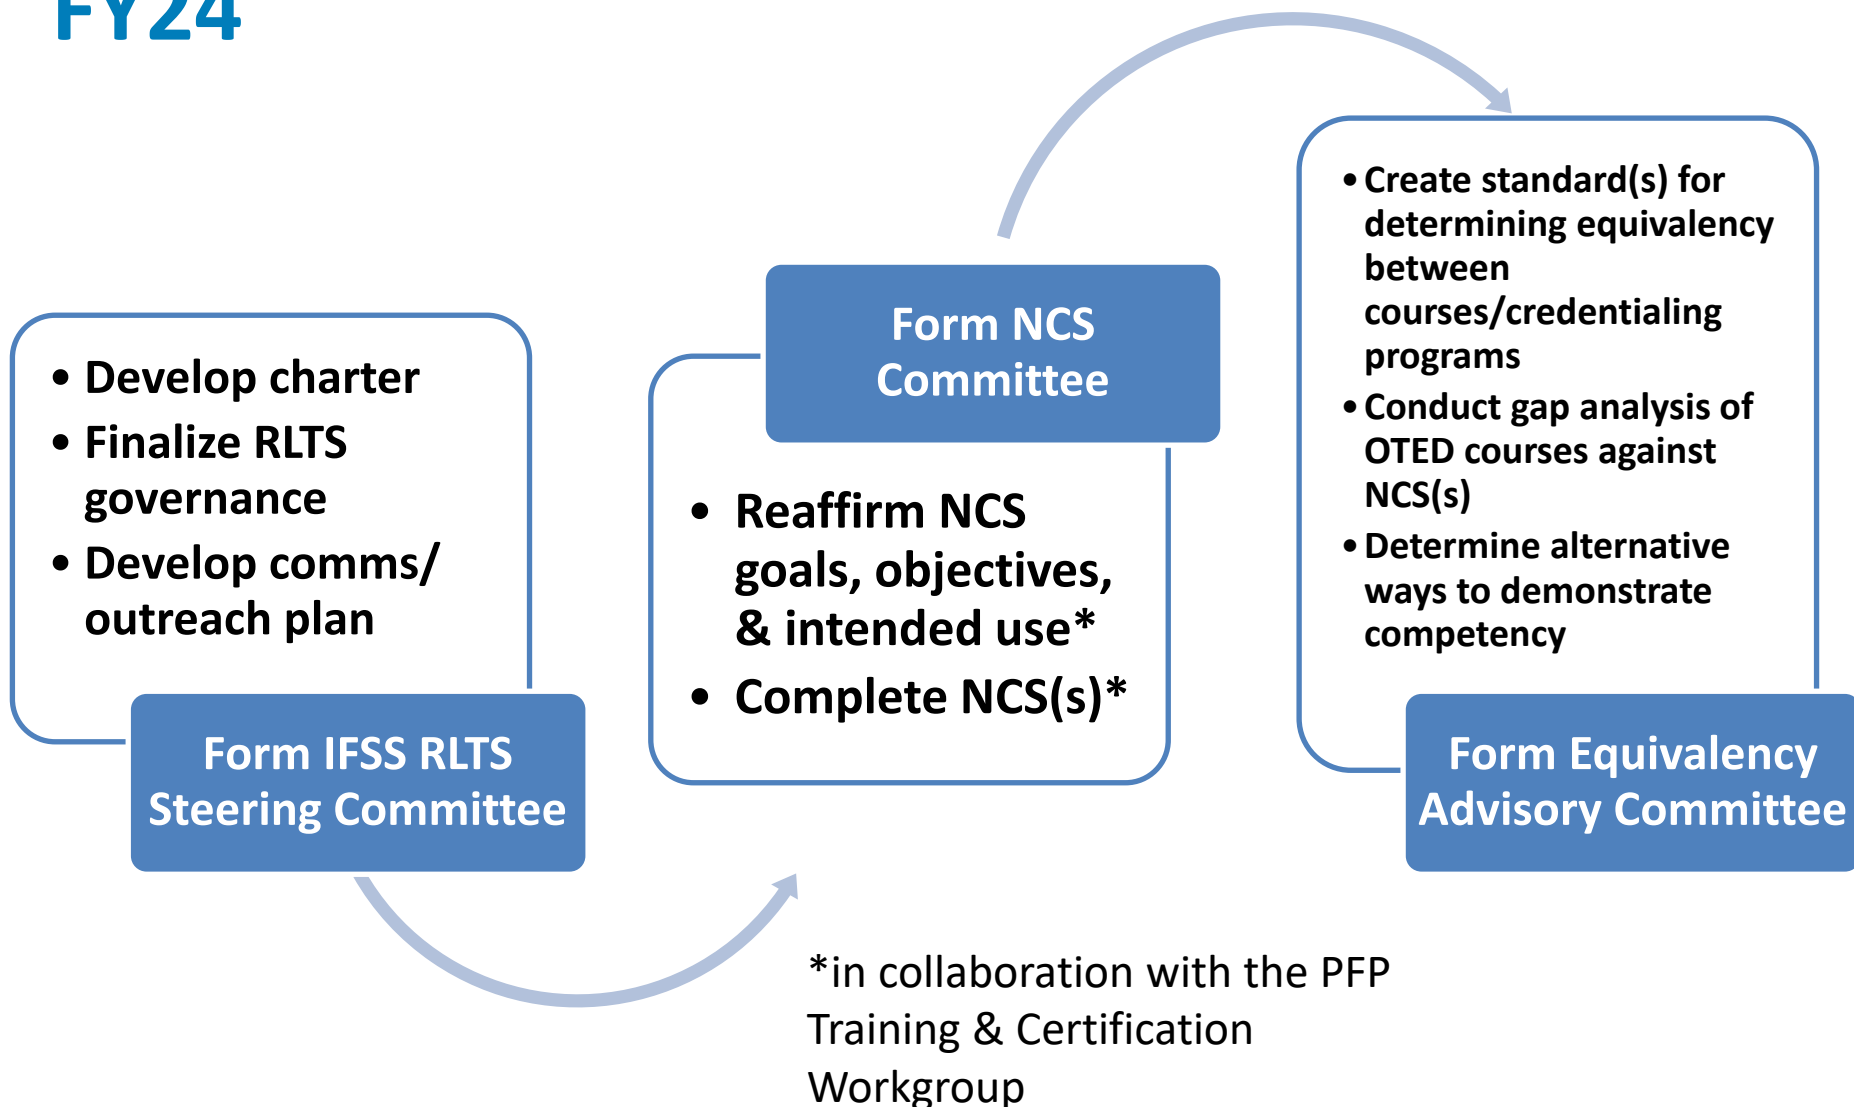 FY24
• Develop charter
• Finalize RLTS
governance
• Develop comms/
outreach plan
Form IFSS RLTS
Steering Committee
Form NCS
Committee
• Reaffirm NCS
goals, objectives,
& intended use*
• Complete NCS(s)*
• Create standard(s) for
determining equivalency
between
courses/credentialing
programs
• Conduct gap analysis of
OTED courses against
NCS(s)
• Determine alternative
ways to demonstrate
competency
Form Equivalency
Advisory Committee
*in collaboration with the PFP
Training & Certification
Workgroup